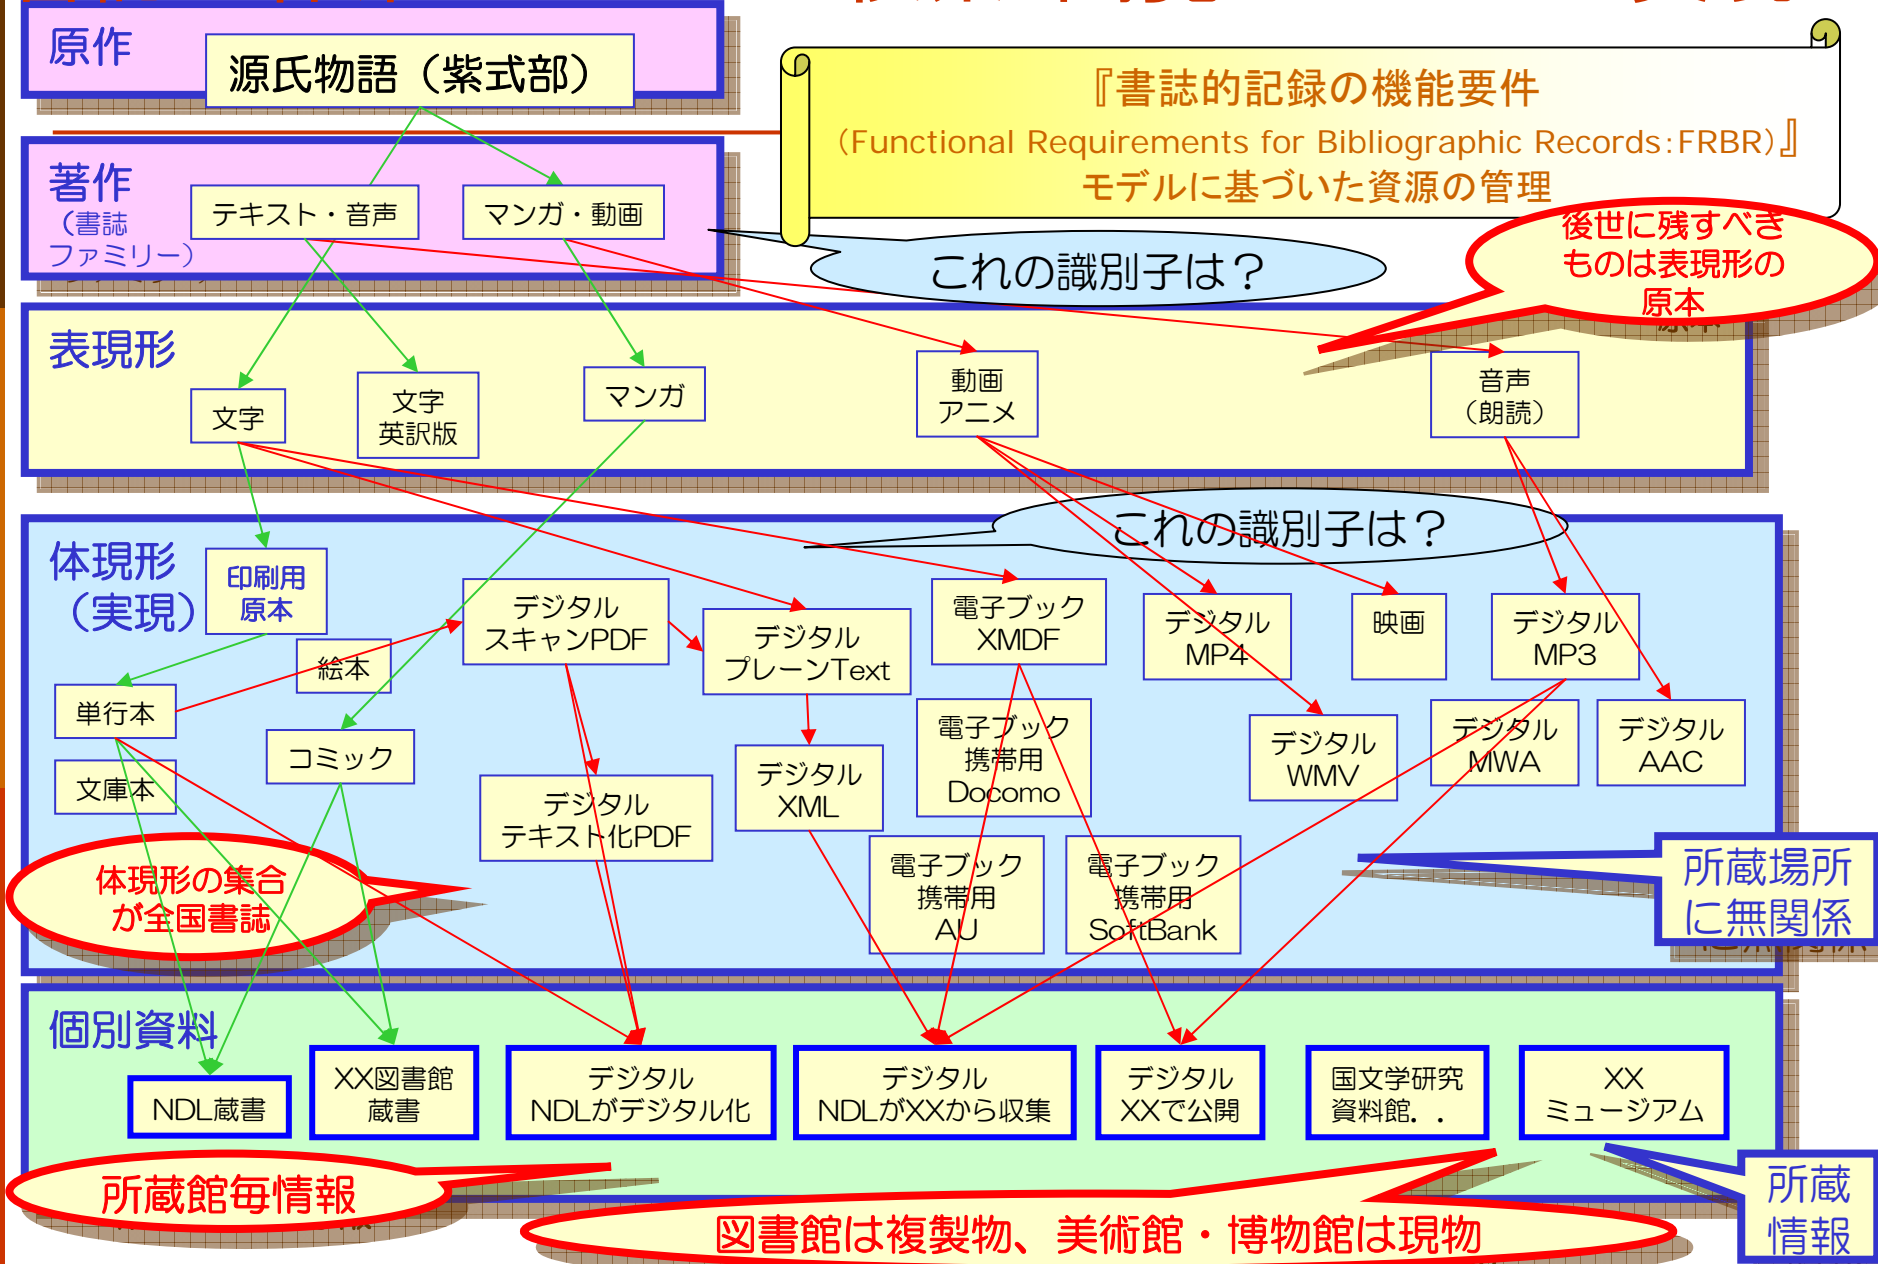 原作
源氏物語（紫式部）
『書誌的記録の機能要件
（Functional Requirements for Bibliographic Records:FRBR)』
モデルに基づいた資源の管理
著作
（書誌
ファミリー）
テキスト・音声
マンガ・動画
これの識別子は？
後世に残すべき
ものは表現形の
原本
表現形
文字
文字
英訳版
マンガ
動画
アニメ
音声
（朗読）
これの識別子は？
体現形
（実現）
印刷用
原本
絵本
単行本
文庫本
コミック
デジタル
スキャンPDF
デジタル
プレーンText
電子ブック
XMDF
デジタル
MP4
映画
デジタル
MP3
電子ブック
携帯用
Docomo
デジタル
WMV
デジタル
MWA
デジタル
AAC
デジタル
テキスト化PDF
デジタル
XML
電子ブック
携帯用
AU
電子ブック
携帯用
SoftBank
体現形の集合
が全国書誌
所蔵場所
に無関係
個別資料
NDL蔵書
XX図書館
蔵書
デジタル
NDLがデジタル化
デジタル
NDLがXXから収集
デジタル
XXで公開
国文学研究
資料館．．
XX
ミュージアム
所蔵館毎情報
図書館は複製物、美術館・博物館は現物
所蔵
情報